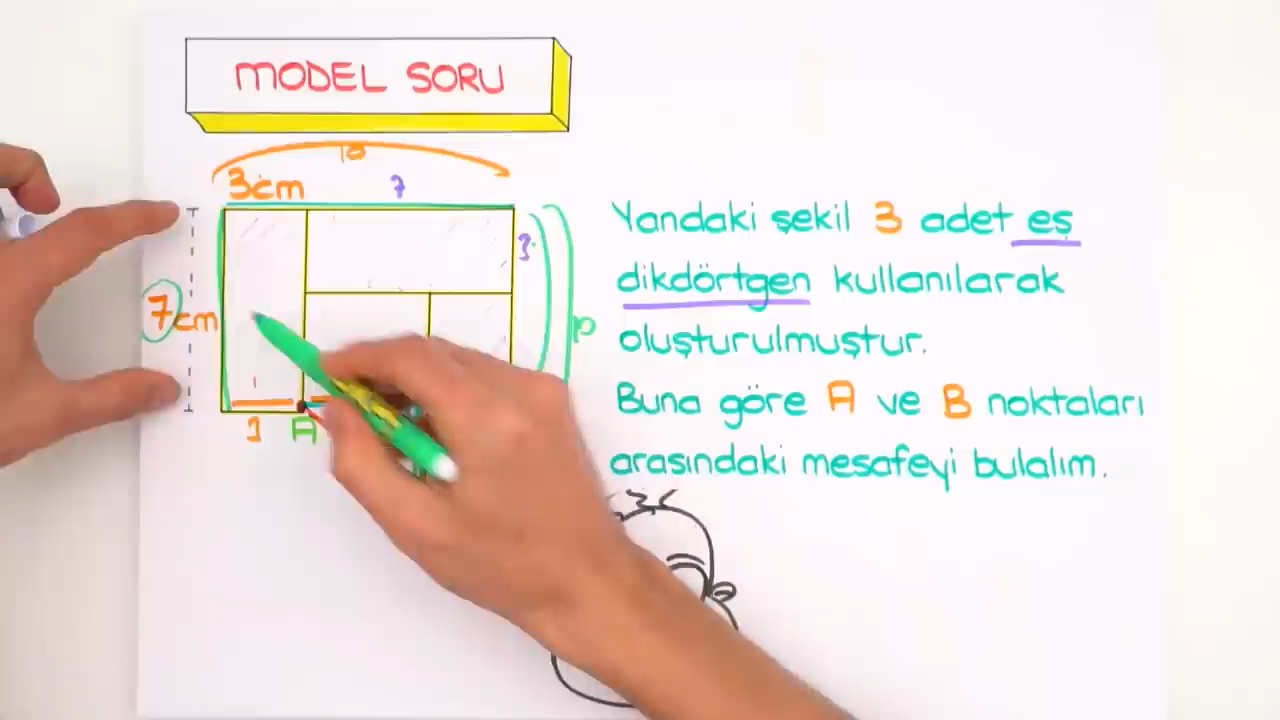 MODEL SORU
10
3cm 7
3
7cm
10
3 A
Yandaki şekil 3 adet eş
dikdörtgen kullanılarak
oluşturulmuştur.
Buna göre A ve B noktaları
arasındaki mesafeyi bulalım.